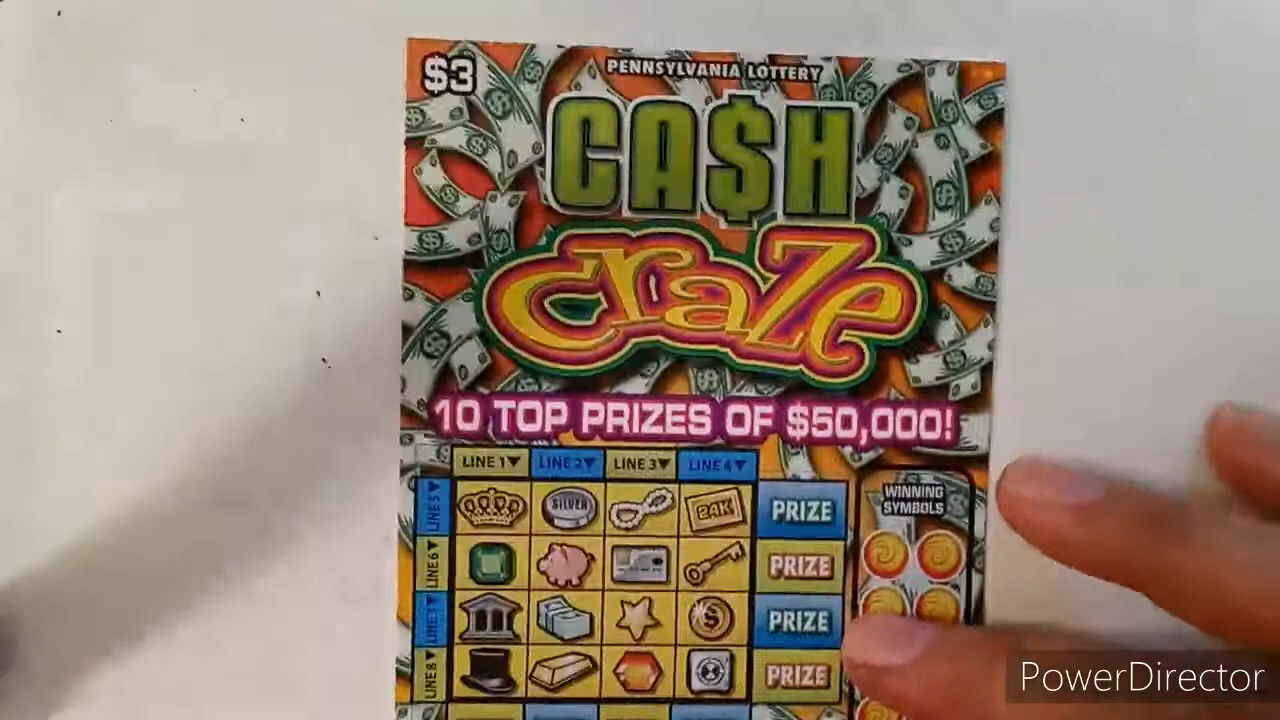 $3
PENNSYLVANIA LOTTERY
CA$H
Craze
10 TOP PRIZES OF $50,000!
LINE 1▼ LINE 2▼ LINE 3▼ LINE 4▼
LINE 5▼ SILVER 24K PRIZE
WINNING
SYMBOLS
LINE 6▼ PRIZE
LINE 7▼ PRIZE
LINE 8▼ PRIZE
PowerDirector